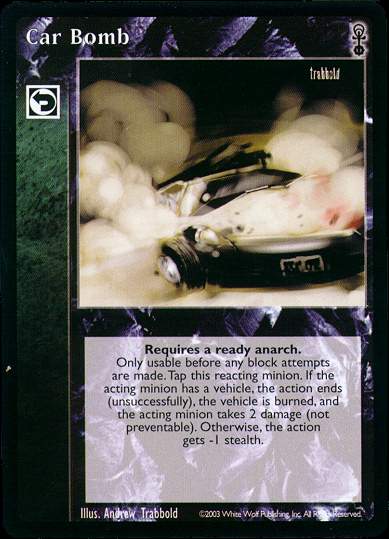 Car Bomb
trabbold
Requires a ready anarch.
Only usable before any block attempts
are made. Tap this reacting minion. If the
acting minion has a vehicle, the action ends
(unsuccessfully), the vehicle is burned, and
the acting minion takes 2 damage (not
preventable). Otherwise, the action
gets -1 stealth.
Illus. Andrew Trabbold
©2003 White Wolf Publishing, Inc. All Rights Reserved.